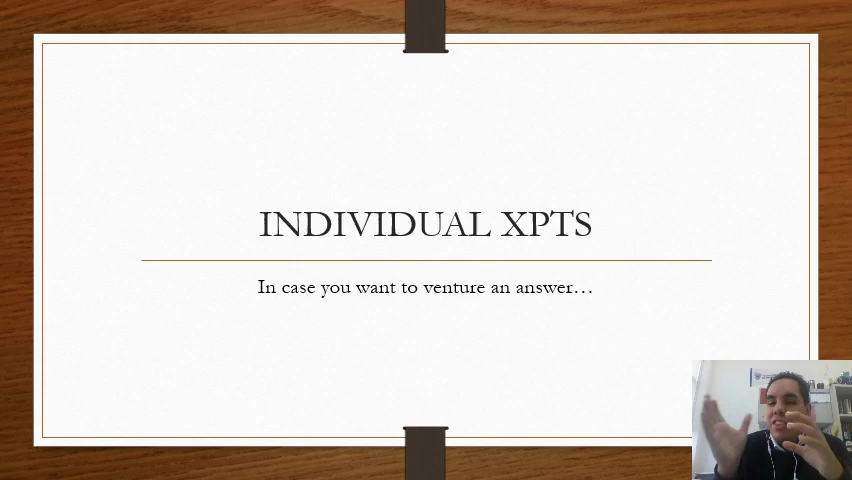 INDIVIDUAL XPTS
In case you want to venture an answer…